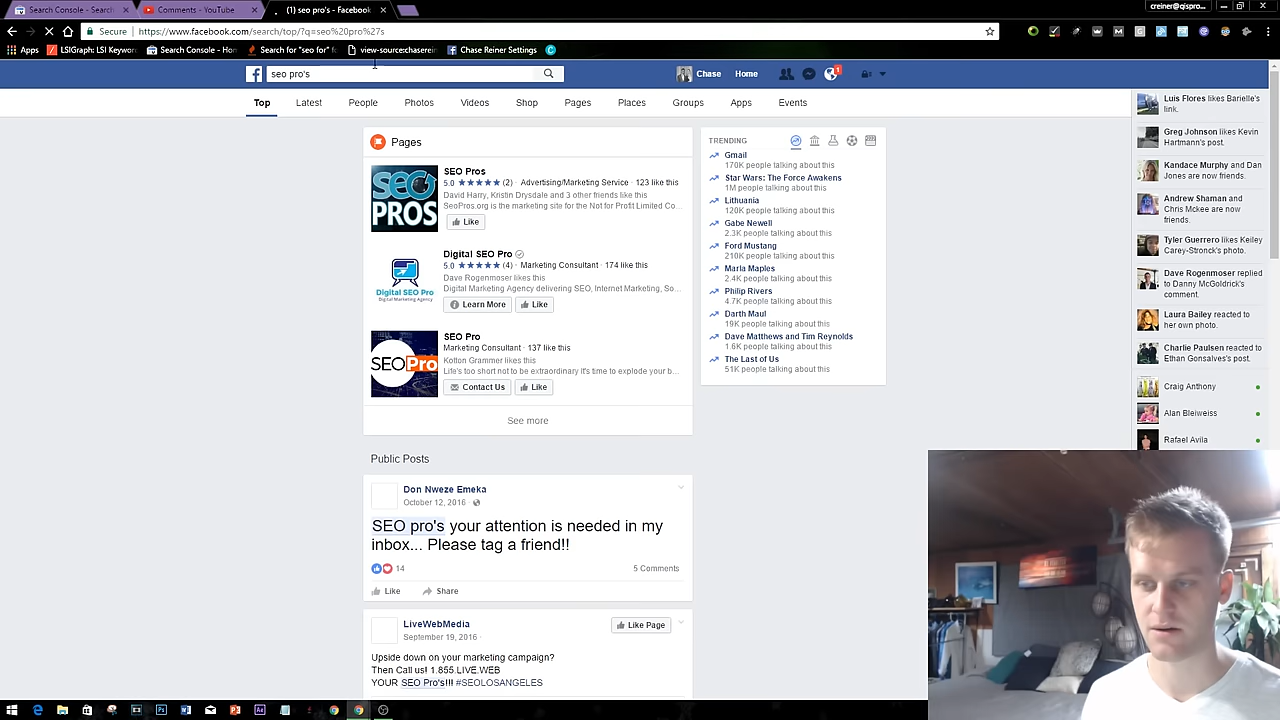 Search Console - S
Comments - YouTube
(1) seo pro's - Facebook
creiner@qispro...
Secure
https://www.facebook.com/search/top/?q=seo%20pro%27s
Apps
LSIGraph: LSI Keywo
Search Console - Ho
Search for "seo for" f
view-source:chaserein
Chase Reiner Settings
seo pro's
Chase
Home
1
Top
Latest
People
Photos
Videos
Shop
Pages
Places
Groups
Apps
Events
Pages
SEO Pros
5.0 ★★★★★ (2) · Advertising/Marketing Service · 123 like this
David Harry, Kristin Drysdale and 3 other friends like this
SeoPros.org is the marketing site for the Not for Profit Limited Co...
Like
Digital SEO Pro
5.0 ★★★★★ (4) · Marketing Consultant · 174 like this
Dave Rogenmoser likes this
Digital Marketing Agency delivering SEO, Internet Marketing, So...
Learn More
Like
SEO Pro
Marketing Consultant · 137 like this
Kotton Grammer likes this
Life's too short not to be extraordinary it's time to explode your b...
Contact Us
Like
See more
SEO
PROS
Digital SEO Pro
Digital Marketing Agency
SEOPro
Public Posts
Don Nweze Emeka
October 12, 2016 ·
SEO pro's your attention is needed in my
inbox... Please tag a friend!!
14
5 Comments
Like
Share
LiveWebMedia
September 19, 2016 ·
Like Page
Upside down on your marketing campaign?
Then Call us! 1.855.LIVE.WEB
YOUR SEO Pro's!!! #SEOLOSANGELES
TRENDING
Gmail
170K people talking about this
Star Wars: The Force Awakens
1M people talking about this
Lithuania
120K people talking about this
Gabe Newell
2.3K people talking about this
Ford Mustang
210K people talking about this
Marla Maples
2.4K people talking about this
Philip Rivers
4.7K people talking about this
Darth Maul
19K people talking about this
Dave Matthews and Tim Reynolds
1.6K people talking about this
The Last of Us
51K people talking about this
Luis Flores likes Barielle's
link.
Greg Johnson likes Kevin
Hartmann's post.
Kandace Murphy and Dan
Jones are now friends.
Andrew Shaman and
Chris Mckee are now
friends.
Tyler Guerrero likes Keiley
Carey-Stronck's photo.
Dave Rogenmoser replied
to Danny McGoldrick's
comment.
Laura Bailey reacted to
her own photo.
Charlie Paulsen reacted to
Ethan Gonsalves's post.
Craig Anthony
Alan Bleiweiss
Rafael Avila